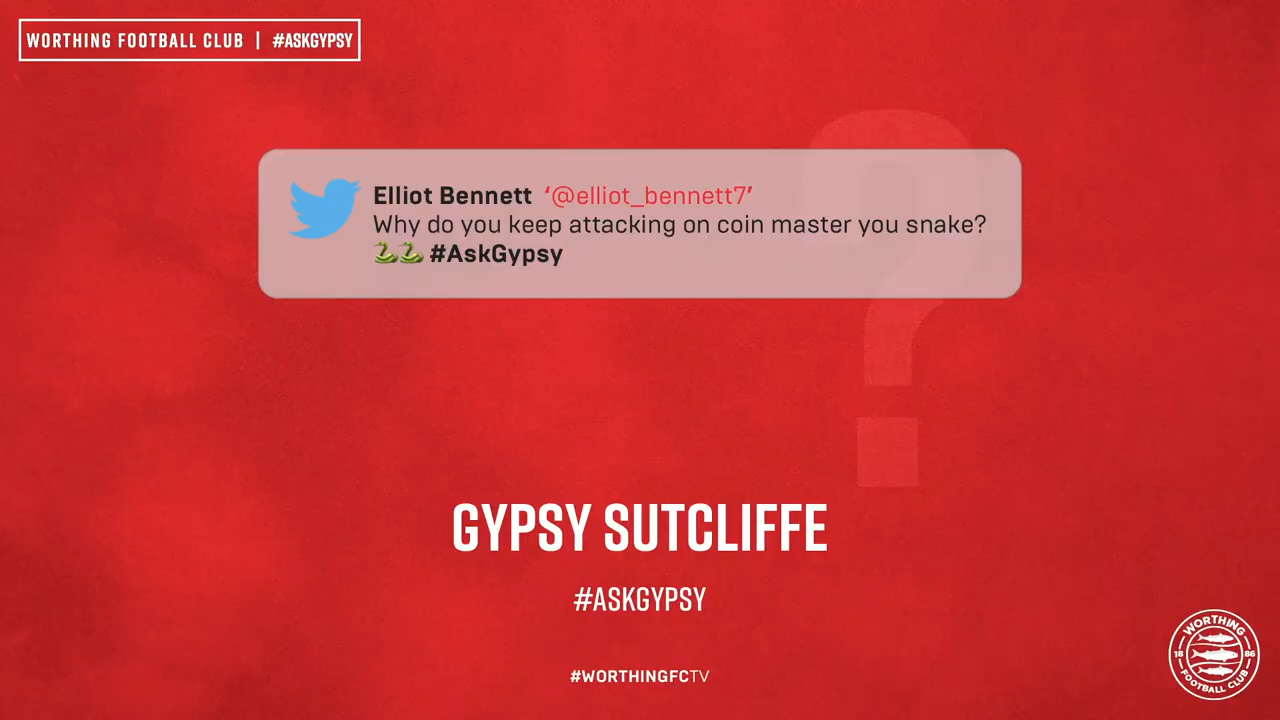 WORTHING FOOTBALL CLUB | #ASKGYPSY
Elliot Bennett ‘@elliot_bennett7’
Why do you keep attacking on coin master you snake?
🐍🐍 #AskGypsy
GYPSY SUTCLIFFE
#ASKGYPSY
#WORTHINGFCTV
WORTHING
18 86
FOOTBALL CLUB